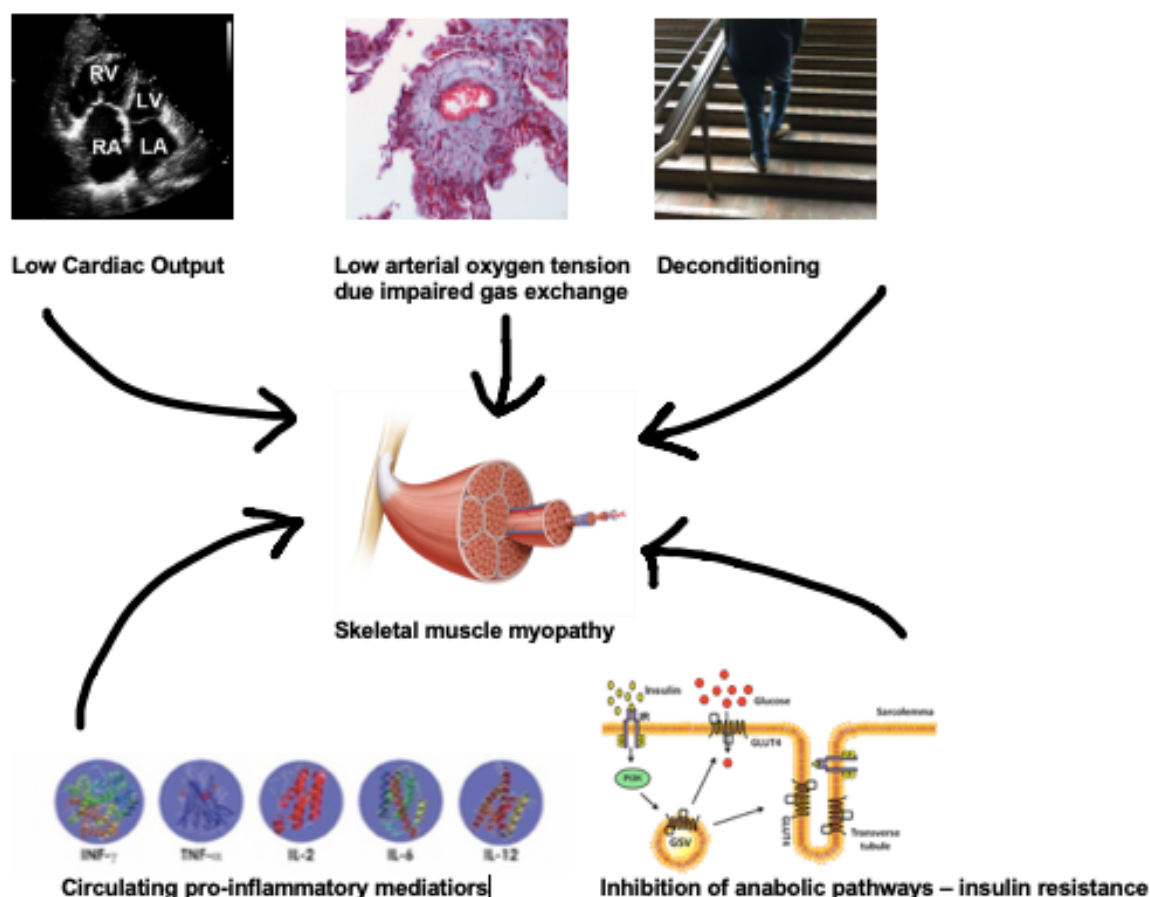 RV
LV
RA LA
Low Cardiac Output
Low arterial oxygen tension
due impaired gas exchange
Deconditioning
Skeletal muscle myopathy
Insulin
Glucose
IR
Sarcolemma
GLUT4
PI3K
GSV
GLUT4
Transverse
tubule
INF-γ TNF-α IL-2 IL-6 IL-12
Circulating pro-inflammatory mediatiors
Inhibition of anabolic pathways – insulin resistance